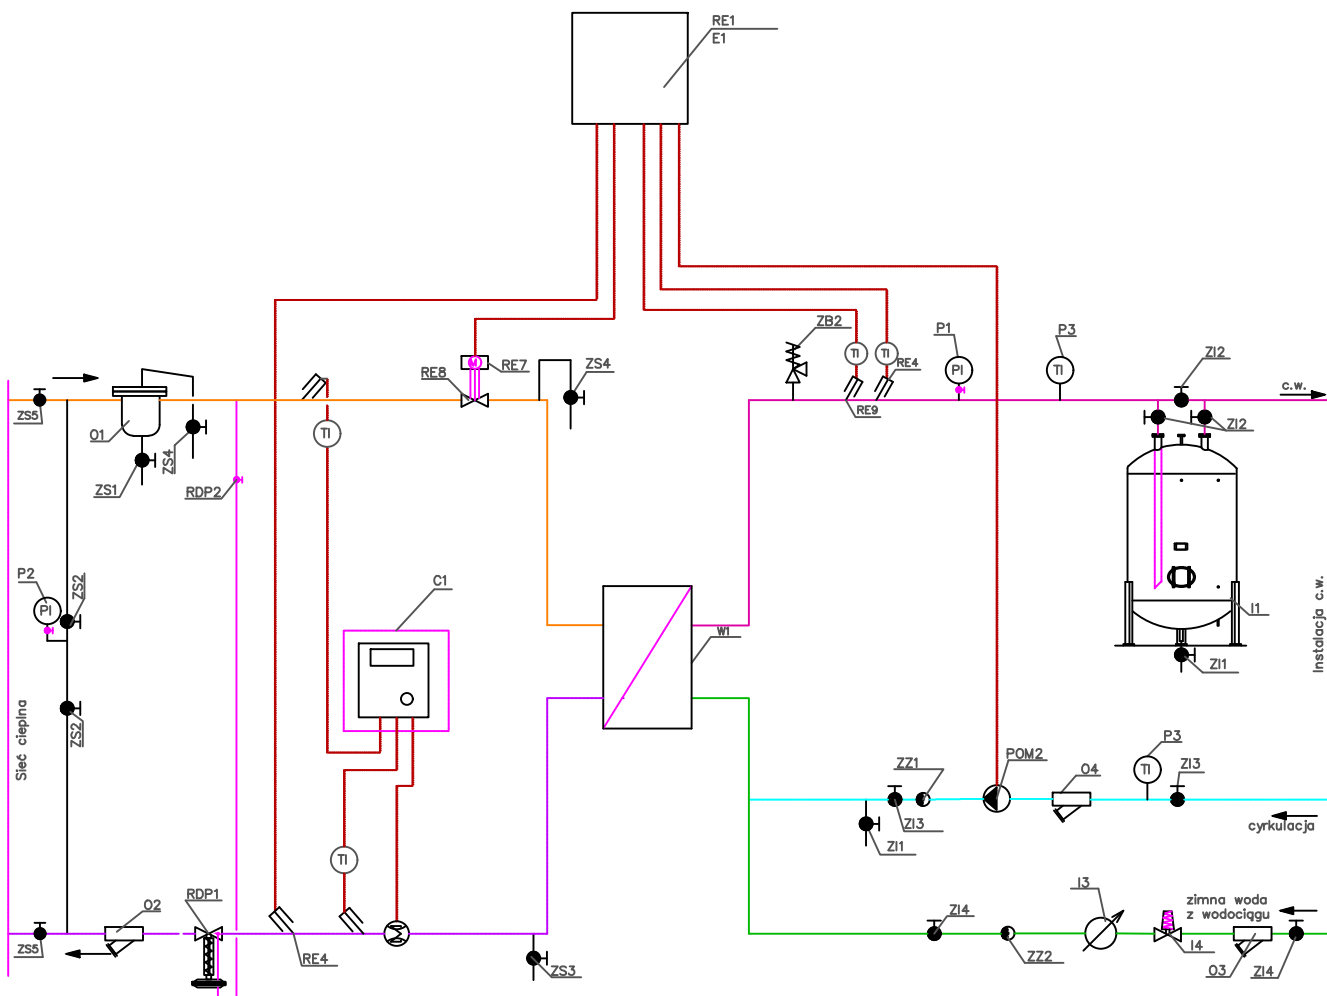 RE1
E1
ZB2
P1
P3
RE8
RE7
ZS4
TI
TI
RE4
PI
TI
ZI2
M
c.w.
ZS5
RE9
ZI2
O1
TI
ZS4
ZS1
RDP2
P2
ZS2
PI
C1
W1
I1
ZI1
Instalacja c.w.
Sieć cieplna
ZS2
ZZ1
POM2
O4
P3
TI
ZI3
ZI3
ZI1
cyrkulacja
TI
O2
RDP1
ZI4
I3
zimna woda
z wodociągu
ZS5
RE4
ZS3
ZZ2
I4
O3
ZI4